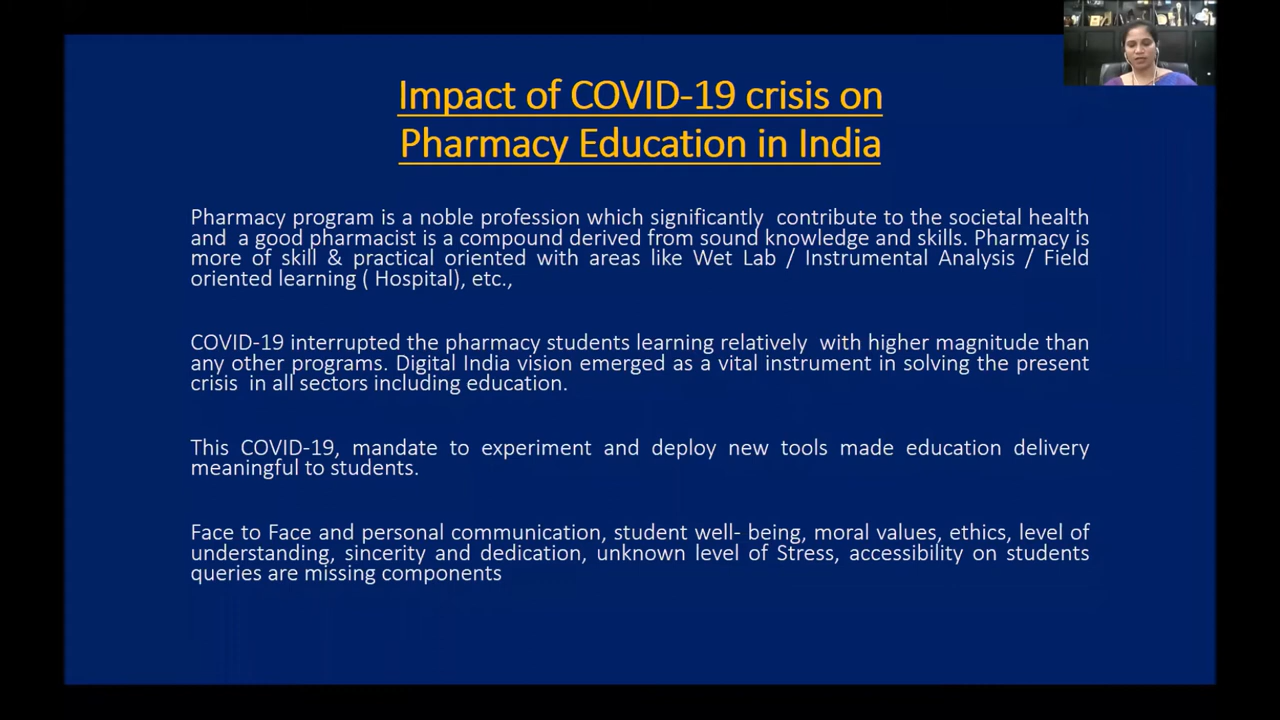 Impact of COVID-19 crisis on
Pharmacy Education in India
Pharmacy program is a noble profession which significantly contribute to the societal health
and a good pharmacist is a compound derived from sound knowledge and skills. Pharmacy is
more of skill & practical oriented with areas like Wet Lab / Instrumental Analysis / Field
oriented learning ( Hospital), etc.,
COVID-19 interrupted the pharmacy students learning relatively with higher magnitude than
any other programs. Digital India vision emerged as a vital instrument in solving the present
crisis in all sectors including education.
This COVID-19, mandate to experiment and deploy new tools made education delivery
meaningful to students.
Face to Face and personal communication, student well- being, moral values, ethics, level of
understanding, sincerity and dedication, unknown level of Stress, accessibility on students
queries are missing components